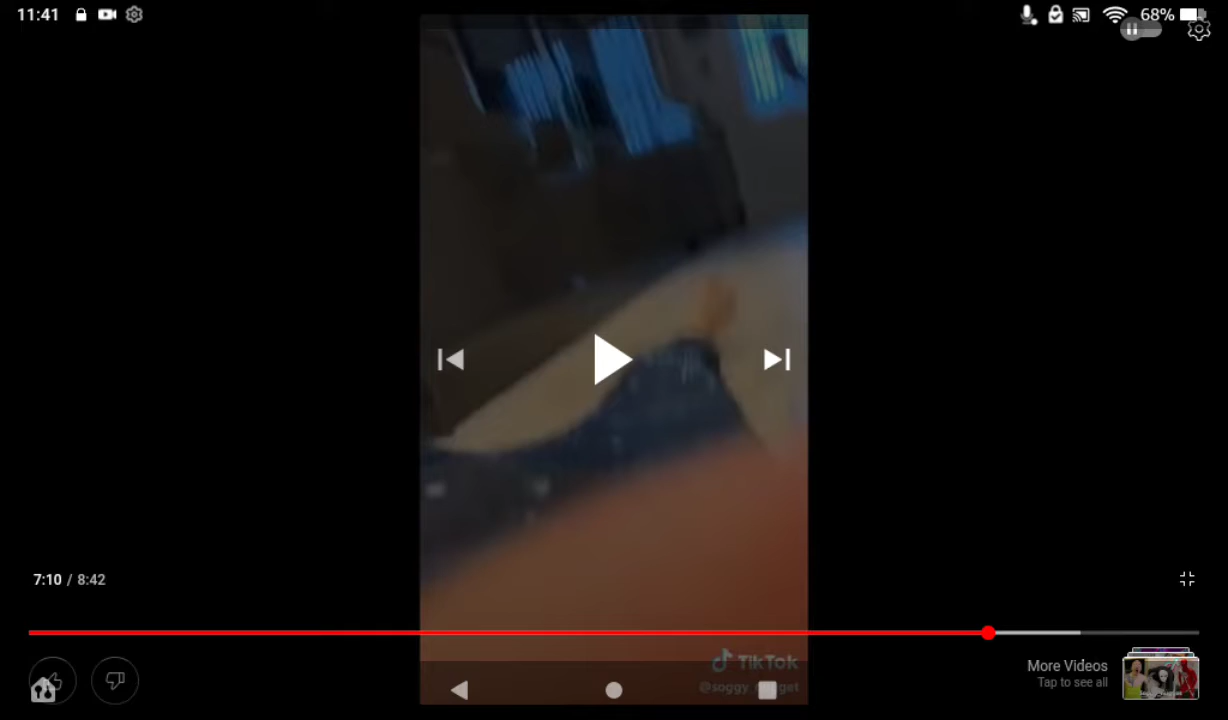 11:41
68%
7:10 / 8:42
TikTok
More Videos
Tap to see all